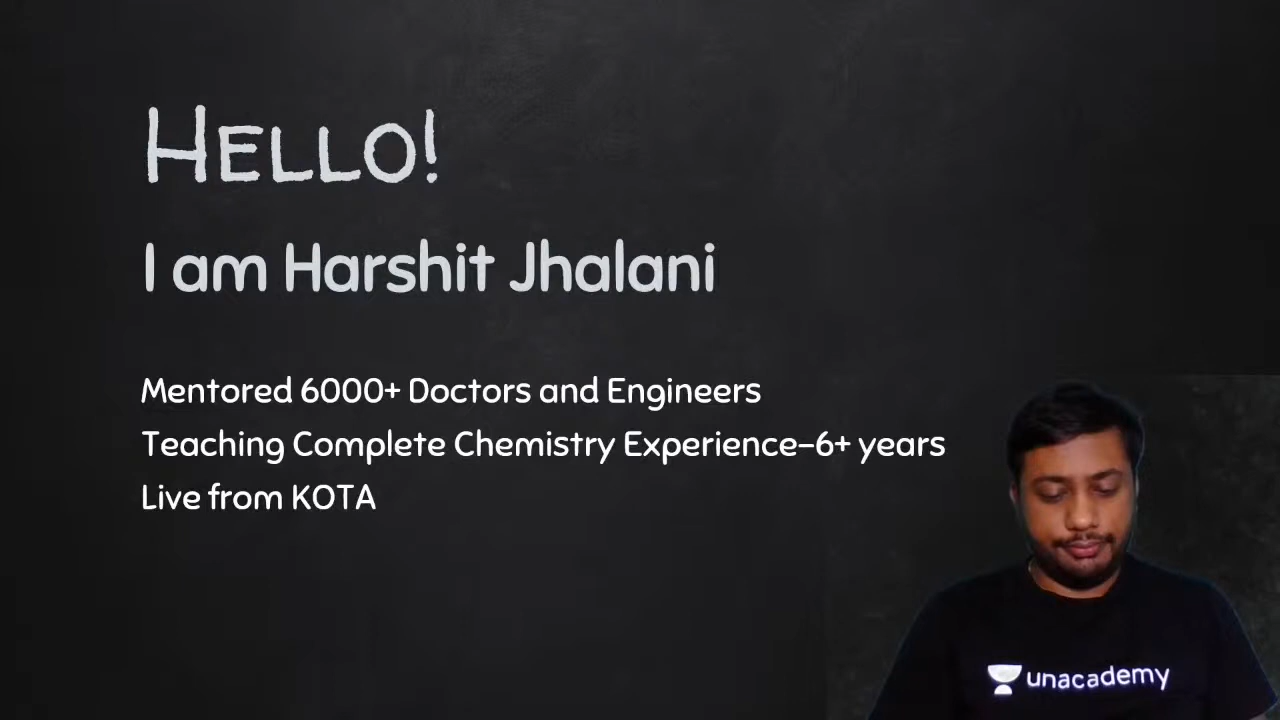 HELLO!
I am Harshit Jhalani
Mentored 6000+ Doctors and Engineers
Teaching Complete Chemistry Experience-6+ years
Live from KOTA
unacademy